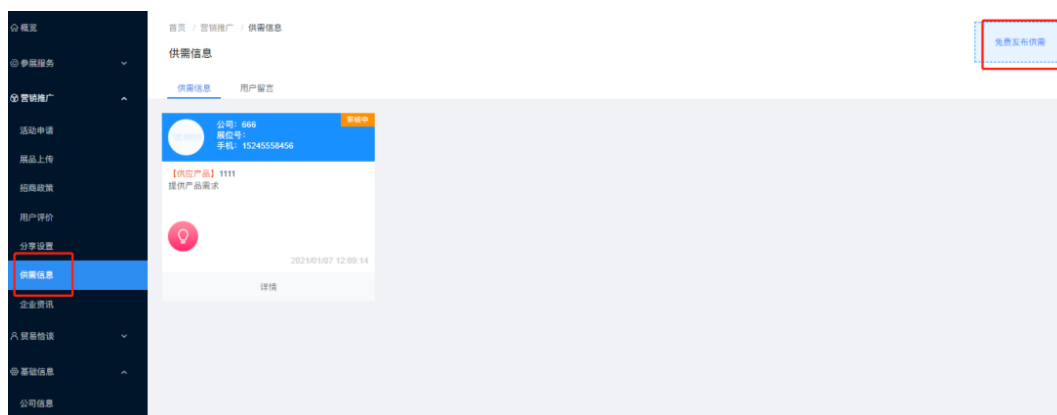 概览
参展服务
营销推广
活动申请
展品上传
招商政策
用户评价
分享设置
供需信息
企业资讯
贸易洽谈
基础信息
公司信息
首页 / 营销推广 / 供需信息
供需信息
免费发布供需
供需信息 用户留言
公司：666
审核中
展位号：
手机：15245558456
【供应产品】1111
提供产品需求
2021/01/07 12:09:14
详情